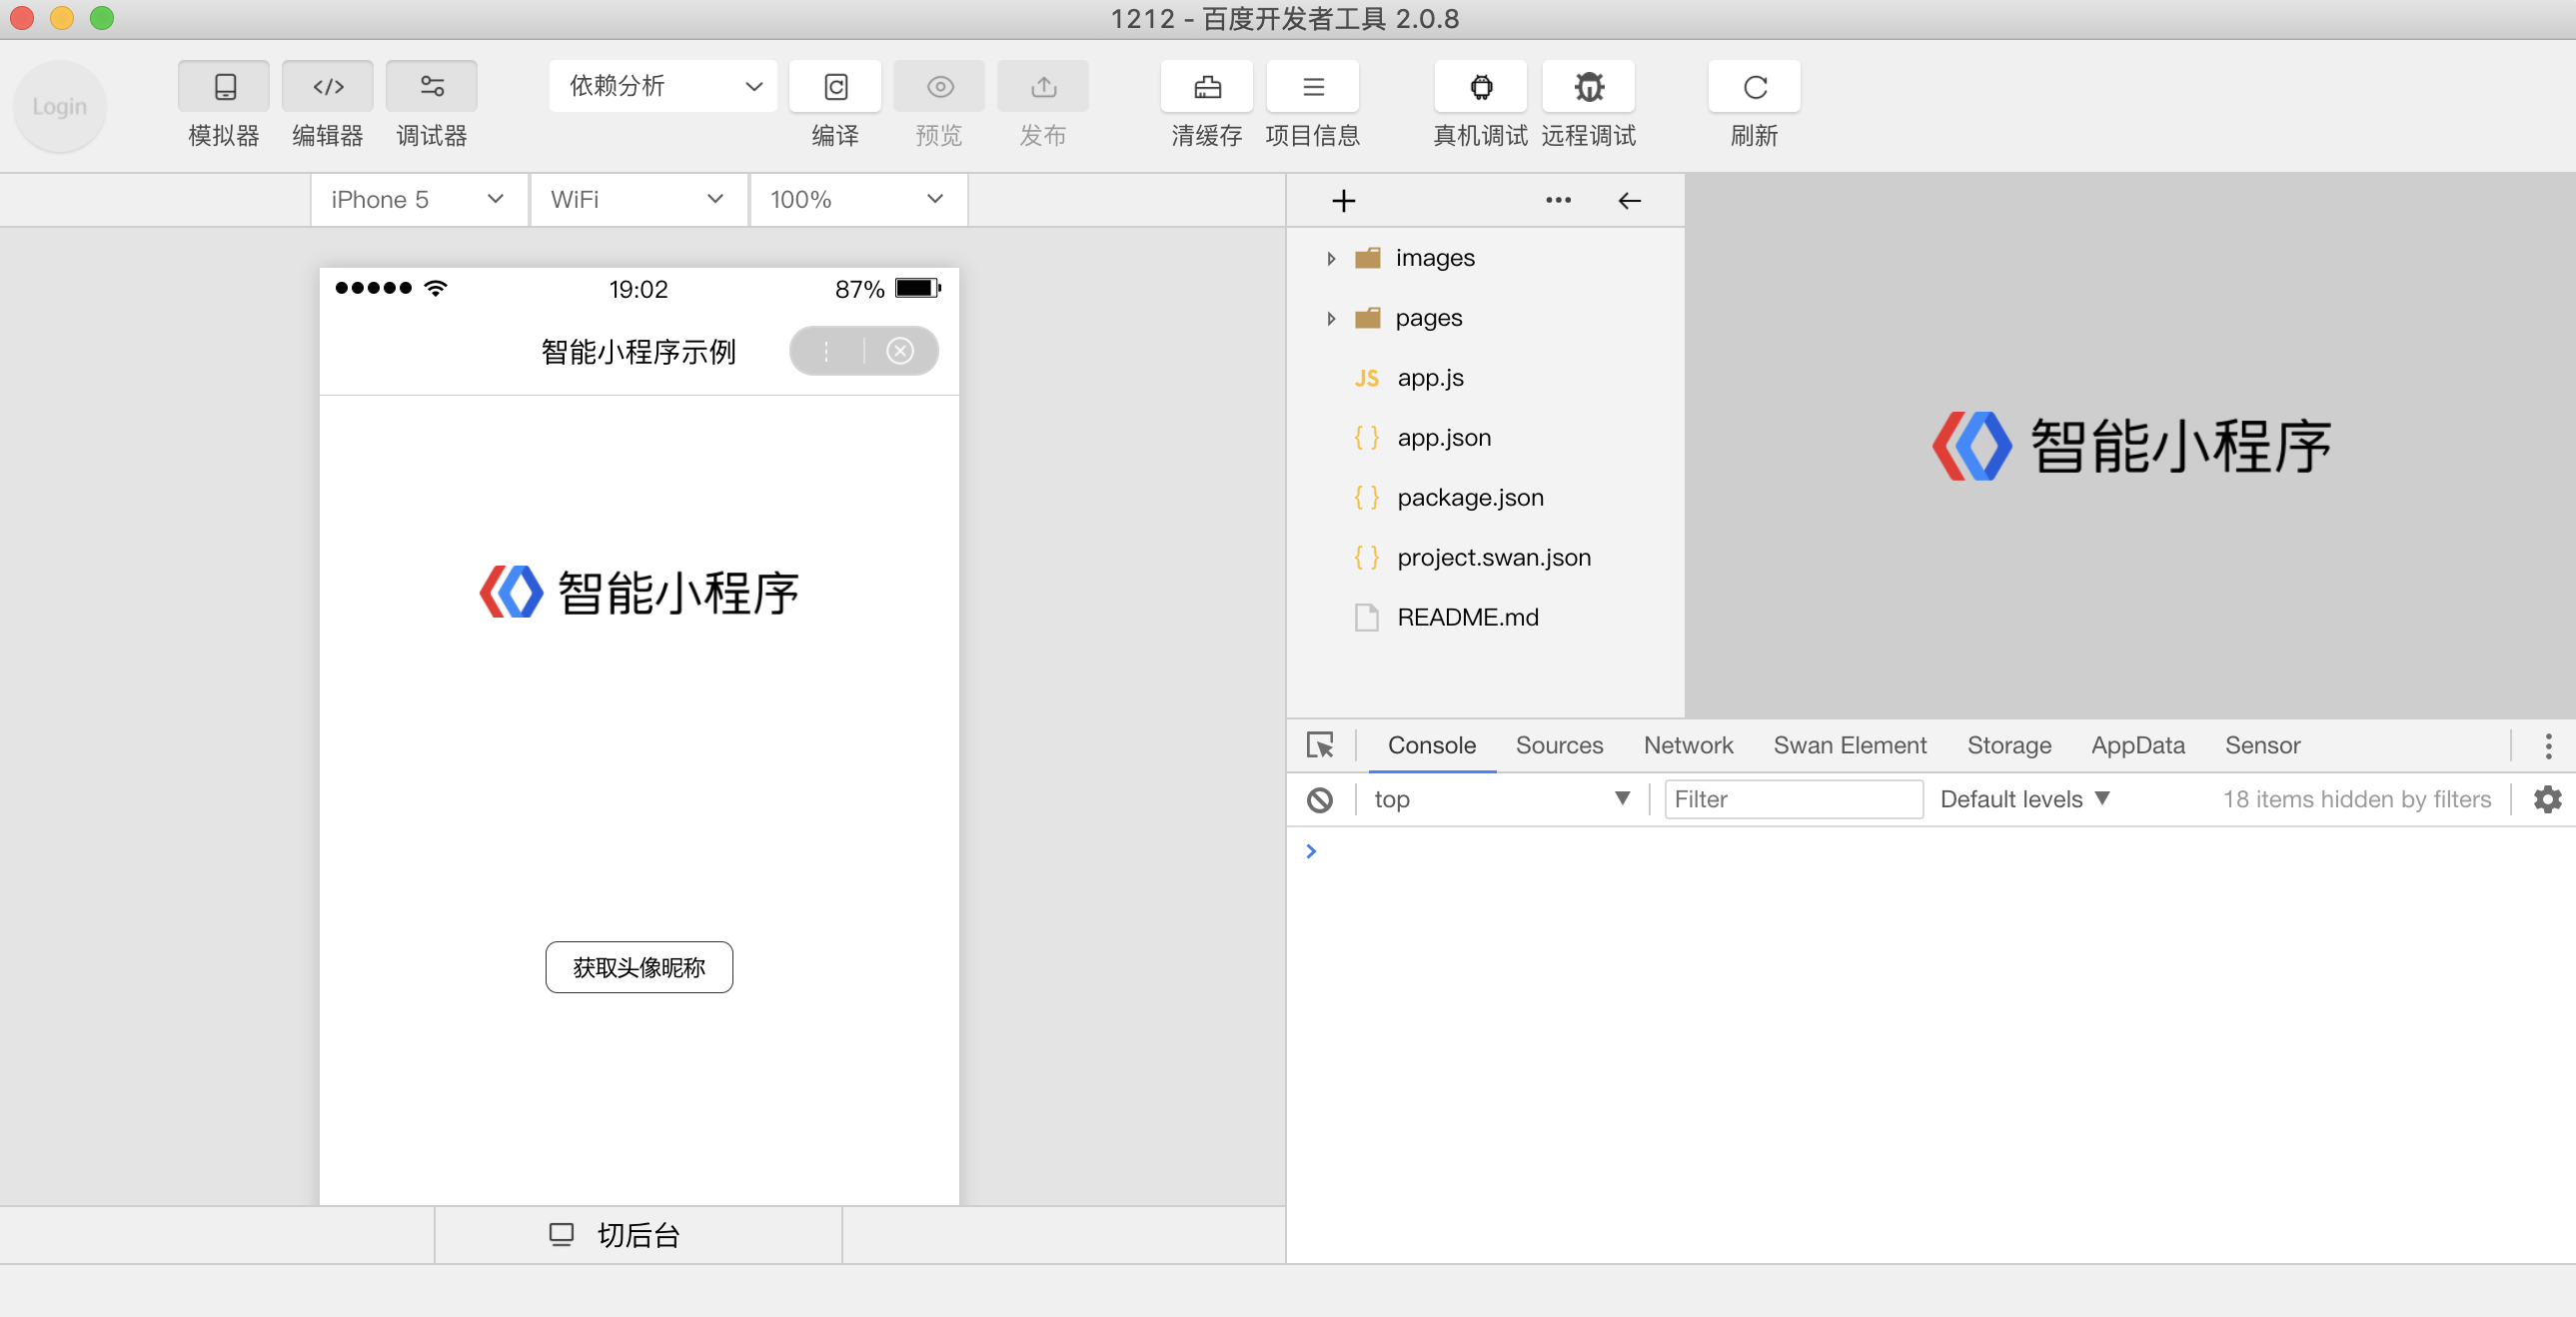 1212 - 百度开发者工具 2.0.8
Login
模拟器 编辑器 调试器
依赖分析
编译 预览 发布
清缓存 项目信息
真机调试 远程调试
刷新
iPhone 5 WiFi 100%
19:02 87%
智能小程序示例
智能小程序
获取头像昵称
切后台
images
pages
JS app.js
{ } app.json
{ } package.json
{ } project.swan.json
README.md
智能小程序
Console Sources Network Swan Element Storage AppData Sensor
top Filter Default levels 18 items hidden by filters